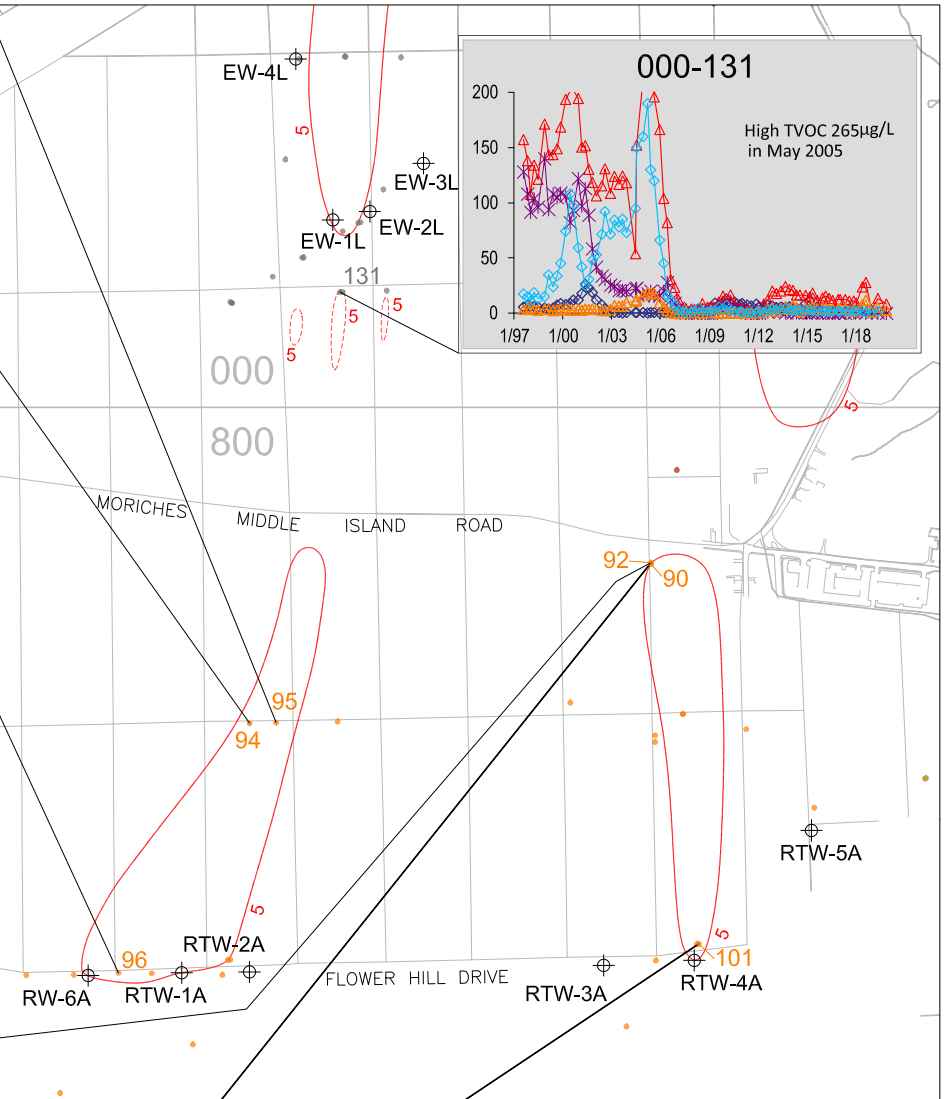 EW-4L
5
EW-3L
EW-1L
EW-2L
131
5
5
5
000
800
000-131
200
150
100
50
0
High TVOC 265µg/L
in May 2005
1/97
1/00
1/03
1/06
1/09
1/12
1/15
1/18
5
MORICHES MIDDLE ISLAND ROAD
92
90
95
94
RTW-5A
5
5
RTW-2A
96
101
RW-6A
RTW-1A
FLOWER HILL DRIVE
RTW-3A
RTW-4A